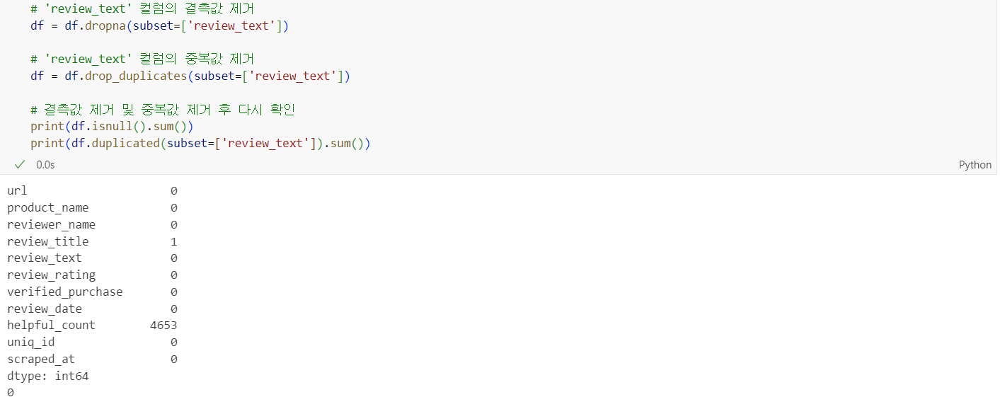 # 'review_text' 컬럼의 결측값 제거
df = df.dropna(subset=['review_text'])
# 'review_text' 컬럼의 중복값 제거
df = df.drop_duplicates(subset=['review_text'])
# 결측값 제거 및 중복값 제거 후 다시 확인
print(df.isnull().sum())
print(df.duplicated(subset=['review_text']).sum())
0.0s Python
url 0
product_name 0
reviewer_name 0
review_title 1
review_text 0
review_rating 0
verified_purchase 0
review_date 0
helpful_count 4653
uniq_id 0
scraped_at 0
dtype: int64
0